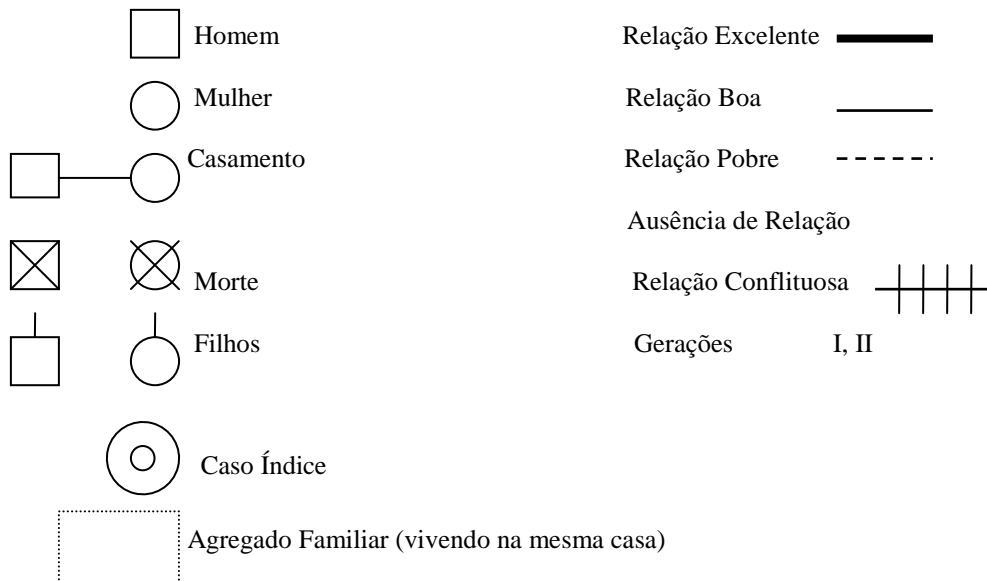 Homem
Mulher
Casamento
Morte
Filhos
Caso Índice
Agregado Familiar (vivendo na mesma casa)
Relação Excelente
Relação Boa
Relação Pobre
Ausência de Relação
Relação Conflituosa
Gerações I, II